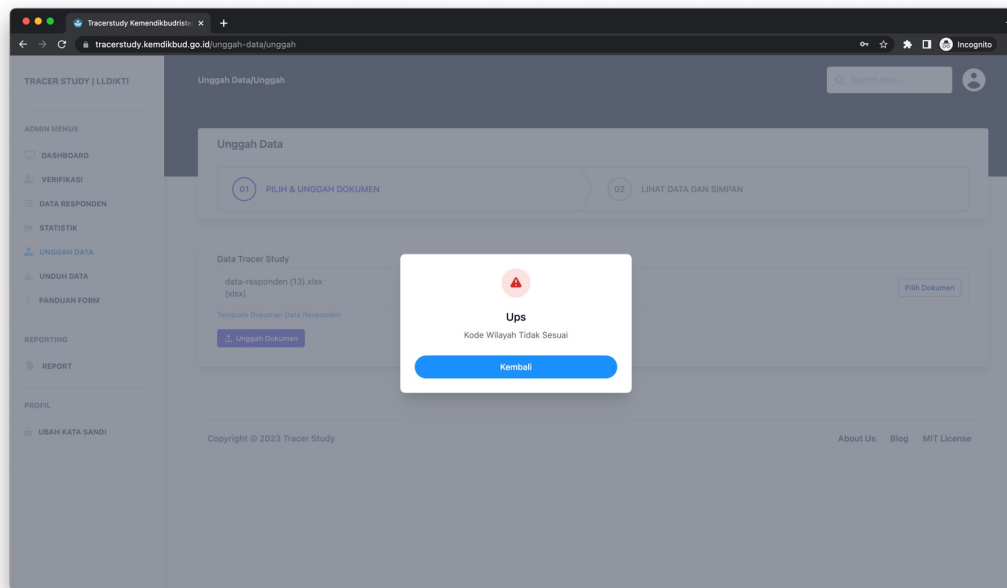 Tracerstudy Kemendikbudriste
tracerstudy.kemdikbud.go.id/unggah-data/unggah
Incognito
TRACER STUDY | LLDIKTI
Unggah Data/Unggah
Search here...
ADMIN MENUS
DASHBOARD
VERIFIKASI
DATA RESPONDEN
STATISTIK
UNGGAH DATA
UNDUH DATA
PANDUAN FORM
REPORTING
REPORT
PROFIL
UBAH KATA SANDI
Unggah Data
01 PILIH & UNGGAH DOKUMEN
02 LIHAT DATA DAN SIMPAN
Data Tracer Study
data-responden (13).xlsx
(xlsx)
Pilih Dokumen
Template Dokumen Data Responden
Unggah Dokumen
Ups
Kode Wilayah Tidak Sesuai
Kembali
Copyright © 2023 Tracer Study
About Us Blog MIT License